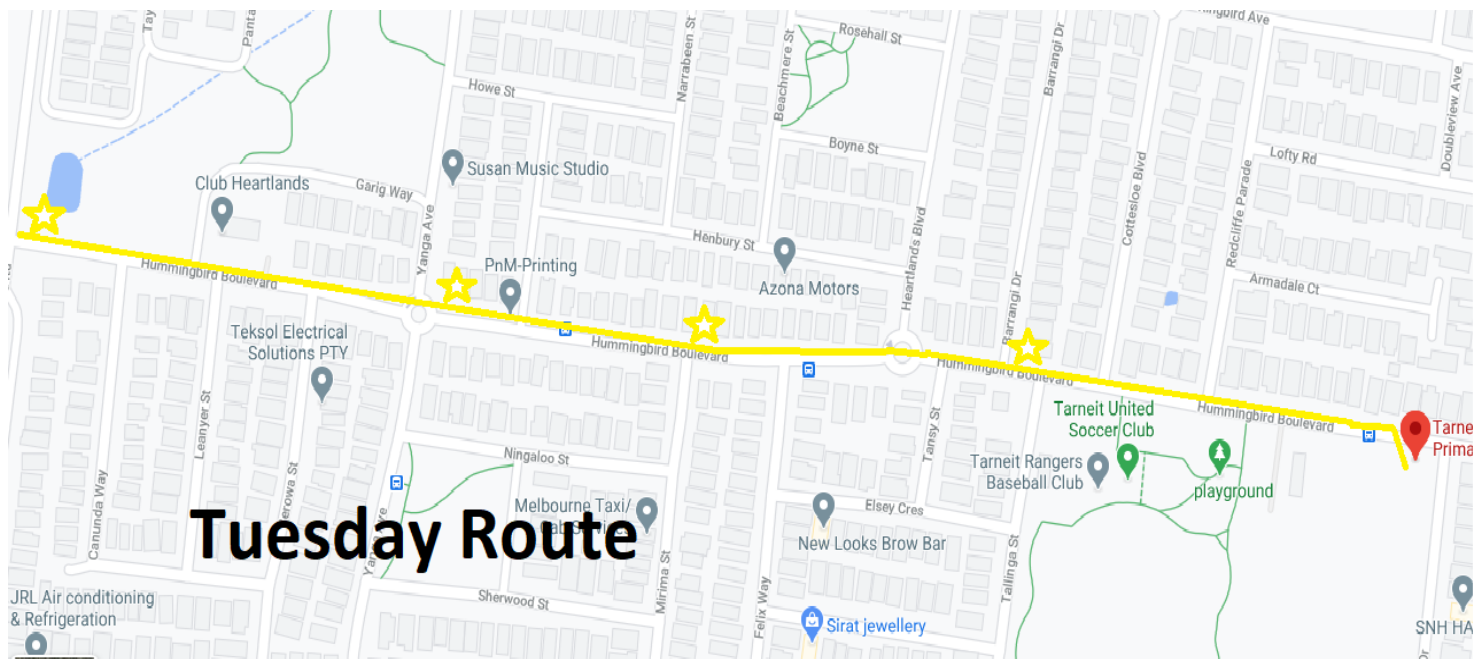 Rosehall St
Narrabeen St
Beachmere St
Barrangi Dr
Doubleview Ave
Howe St
Boyne St
Lofty Rd
Susan Music Studio
Club Heartlands
Garig Way
Yanga Ave
Cottesloe Blvd
Redcliffe Parade
Heartlands Blvd
Henbury St
PnM-Printing
Azona Motors
Armadale Ct
Hummingbird Boulevard
Barrangi Dr
Teksol Electrical
Solutions PTY
Hummingbird Boulevard
Hummingbird Boulevard
Hummingbird Boulevard
Leanyer St
Tarneit United
Soccer Club
Tansy St
Ningaloo St
Tarneit Rangers
Baseball Club
playground
Canunda Way
Melbourne Taxi/
Elsey Cres
Tuesday Route
New Looks Brow Bar
Mirima St
Felix Way
Tallinga St
Sherwood St
JRL Air conditioning
& Refrigeration
Sirat jewellery